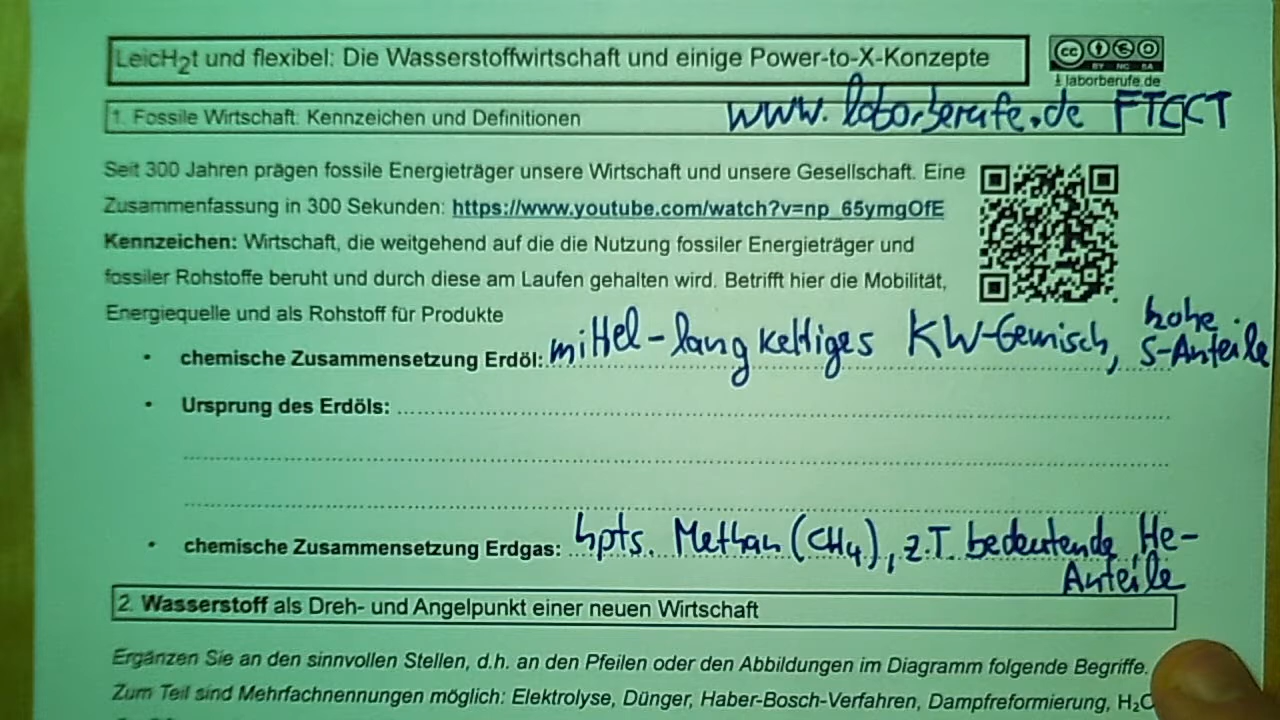 LeicH₂t und flexibel: Die Wasserstoffwirtschaft und einige Power-to-X-Konzepte
cc BY NC SA
laborberufe.de
1. Fossile Wirtschaft: Kennzeichen und Definitionen
www.laborberufe.de FTCCT
Seit 300 Jahren prägen fossile Energieträger unsere Wirtschaft und unsere Gesellschaft. Eine
Zusammenfassung in 300 Sekunden: https://www.youtube.com/watch?v=np_65ymgOfE
Kennzeichen: Wirtschaft, die weitgehend auf die die Nutzung fossiler Energieträger und
fossiler Rohstoffe beruht und durch diese am Laufen gehalten wird. Betrifft hier die Mobilität,
Energiequelle und als Rohstoff für Produkte
• chemische Zusammensetzung Erdöl: mittel-langkettiges KW-Gemisch, hohe S-Anteile
• Ursprung des Erdöls:
• chemische Zusammensetzung Erdgas: hpts. Methan (CH4), z.T. bedeutende He-
Anteile
2. Wasserstoff als Dreh- und Angelpunkt einer neuen Wirtschaft
Ergänzen Sie an den sinnvollen Stellen, d.h. an den Pfeilen oder den Abbildungen im Diagramm folgende Begriffe.
Zum Teil sind Mehrfachnennungen möglich: Elektrolyse, Dünger, Haber-Bosch-Verfahren, Dampfreformierung,